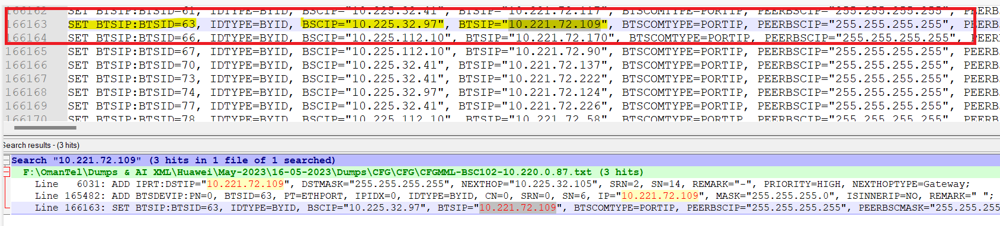 166162 SET BTSIP:BTSID=61, IDTYPE=BYID, BSCIP="10.225.32.41", BTSIP="10.221.72.117", BTSCOMTYPE=PORTIP, PEERBSCIP="255.255.255.255", PEERB
166163 SET BTSIP:BTSID=63, IDTYPE=BYID, BSCIP="10.225.32.97", BTSIP="10.221.72.109", BTSCOMTYPE=PORTIP, PEERBSCIP="255.255.255.255", PEERBS
166164 SET BTSIP:BTSID=66, IDTYPE=BYID, BSCIP="10.225.112.10", BTSIP="10.221.72.170", BTSCOMTYPE=PORTIP, PEERBSCIP="255.255.255.255", PEER
166165 SET BTSIP:BTSID=67, IDTYPE=BYID, BSCIP="10.225.112.10", BTSIP="10.221.72.90", BTSCOMTYPE=PORTIP, PEERBSCIP="255.255.255.255", PEERB
166166 SET BTSIP:BTSID=70, IDTYPE=BYID, BSCIP="10.225.32.41", BTSIP="10.221.72.137", BTSCOMTYPE=PORTIP, PEERBSCIP="255.255.255.255", PEERB
166167 SET BTSIP:BTSID=73, IDTYPE=BYID, BSCIP="10.225.32.41", BTSIP="10.221.72.222", BTSCOMTYPE=PORTIP, PEERBSCIP="255.255.255.255", PEERB
166168 SET BTSIP:BTSID=74, IDTYPE=BYID, BSCIP="10.225.32.97", BTSIP="10.221.72.124", BTSCOMTYPE=PORTIP, PEERBSCIP="255.255.255.255", PEERB
166169 SET BTSIP:BTSID=77, IDTYPE=BYID, BSCIP="10.225.32.41", BTSIP="10.221.72.226", BTSCOMTYPE=PORTIP, PEERBSCIP="255.255.255.255", PEERB
166170 SET BTSIP:BTSID=78, IDTYPE=BYID, BSCIP="10.225.112.10", BTSIP="10.221.72.58", BTSCOMTYPE=PORTIP, PEERBSCIP="255.255.255.255", PEERB
Search results - (3 hits)
Search "10.221.72.109" (3 hits in 1 file of 1 searched)
F:\OmanTel\Dumps & AI XML\Huawei\May-2023\16-05-2023\Dumps\CFG\CFG\CFGMML-BSC102-10.220.0.87.txt (3 hits)
Line 6031: ADD IPRT:DSTIP="10.221.72.109", DSTMASK="255.255.255.255", NEXTHOP="10.225.32.105", SRN=2, SN=14, REMARK="-", PRIORITY=HIGH, NEXTHOPTYPE=Gateway;
Line 165482: ADD BTSDEVIP:PN=0, BTSID=63, PT=ETHPORT, IPIDX=0, IDTYPE=BYID, CN=0, SRN=0, SN=6, IP="10.221.72.109", MASK="255.255.255.0", ISINNERIP=NO, REMARK=" ";
Line 166163: SET BTSIP:BTSID=63, IDTYPE=BYID, BSCIP="10.225.32.97", BTSIP="10.221.72.109", BTSCOMTYPE=PORTIP, PEERBSCIP="255.255.255.255", PEERBSCMASK="255.255.255